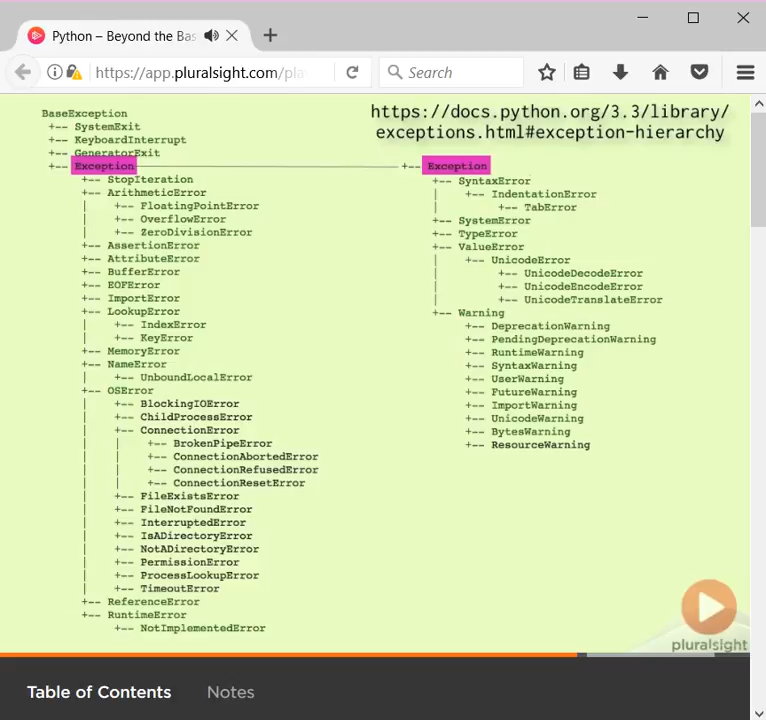 Python – Beyond the Bas
https://app.pluralsight.com/pla
Search
https://docs.python.org/3.3/library/
exceptions.html#exception-hierarchy
BaseException
+-- SystemExit
+-- KeyboardInterrupt
+-- GeneratorExit
+-- Exception
+-- StopIteration
+-- ArithmeticError
| +-- FloatingPointError
| +-- OverflowError
| +-- ZeroDivisionError
+-- AssertionError
+-- AttributeError
+-- BufferError
+-- EOFError
+-- ImportError
+-- LookupError
| +-- IndexError
| +-- KeyError
+-- MemoryError
+-- NameError
| +-- UnboundLocalError
+-- OSError
| +-- BlockingIOError
| +-- ChildProcessError
| +-- ConnectionError
| | +-- BrokenPipeError
| | +-- ConnectionAbortedError
| | +-- ConnectionRefusedError
| | +-- ConnectionResetError
| +-- FileExistsError
| +-- FileNotFoundError
| +-- InterruptedError
| +-- IsADirectoryError
| +-- NotADirectoryError
| +-- PermissionError
| +-- ProcessLookupError
| +-- TimeoutError
+-- ReferenceError
+-- RuntimeError
| +-- NotImplementedError
+-- Exception
+-- SyntaxError
| +-- IndentationError
| +-- TabError
+-- SystemError
+-- TypeError
+-- ValueError
| +-- UnicodeError
| +-- UnicodeDecodeError
| +-- UnicodeEncodeError
| +-- UnicodeTranslateError
+-- Warning
+-- DeprecationWarning
+-- PendingDeprecationWarning
+-- RuntimeWarning
+-- SyntaxWarning
+-- UserWarning
+-- FutureWarning
+-- ImportWarning
+-- UnicodeWarning
+-- BytesWarning
+-- ResourceWarning
pluralsight
Table of Contents
Notes